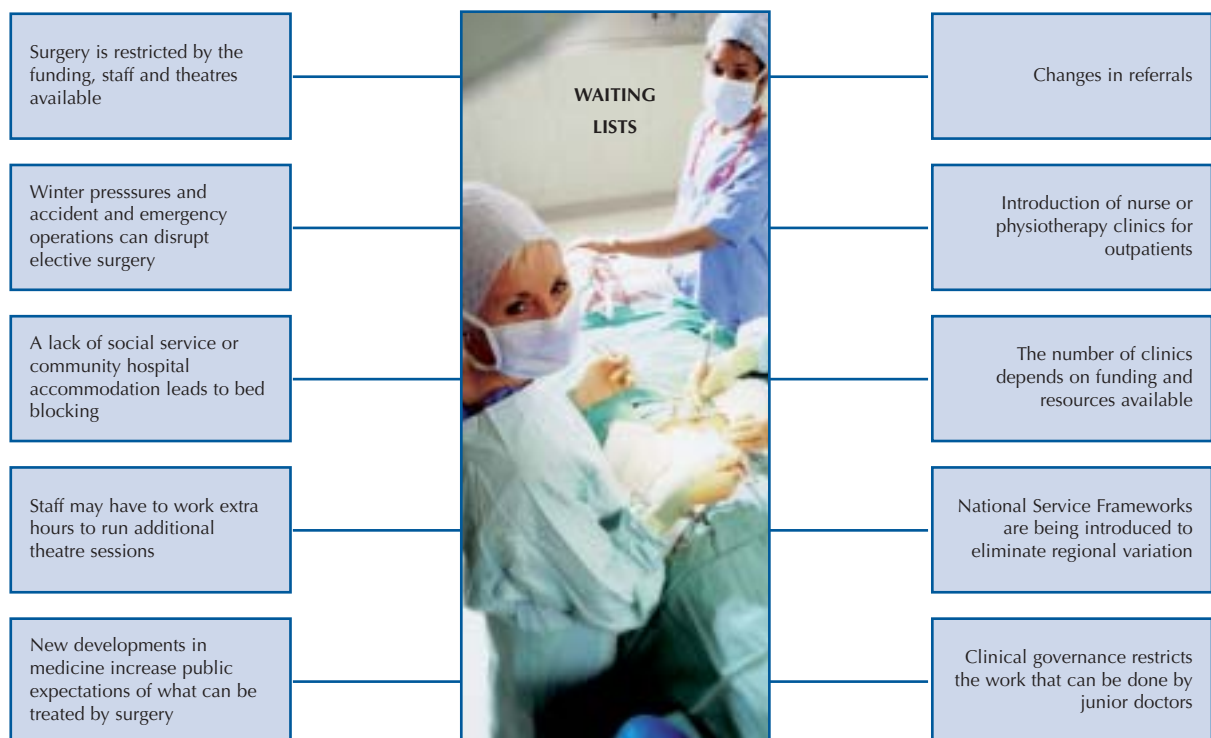 Surgery is restricted by the
funding, staff and theatres
available
Winter presssures and
accident and emergency
operations can disrupt
elective surgery
A lack of social service or
community hospital
accommodation leads to bed
blocking
Staff may have to work extra
hours to run additional
theatre sessions
New developments in
medicine increase public
expectations of what can be
treated by surgery
WAITING
LISTS
Changes in referrals
Introduction of nurse or
physiotherapy clinics for
outpatients
The number of clinics
depends on funding and
resources available
National Service Frameworks
are being introduced to
eliminate regional variation
Clinical governance restricts
the work that can be done by
junior doctors